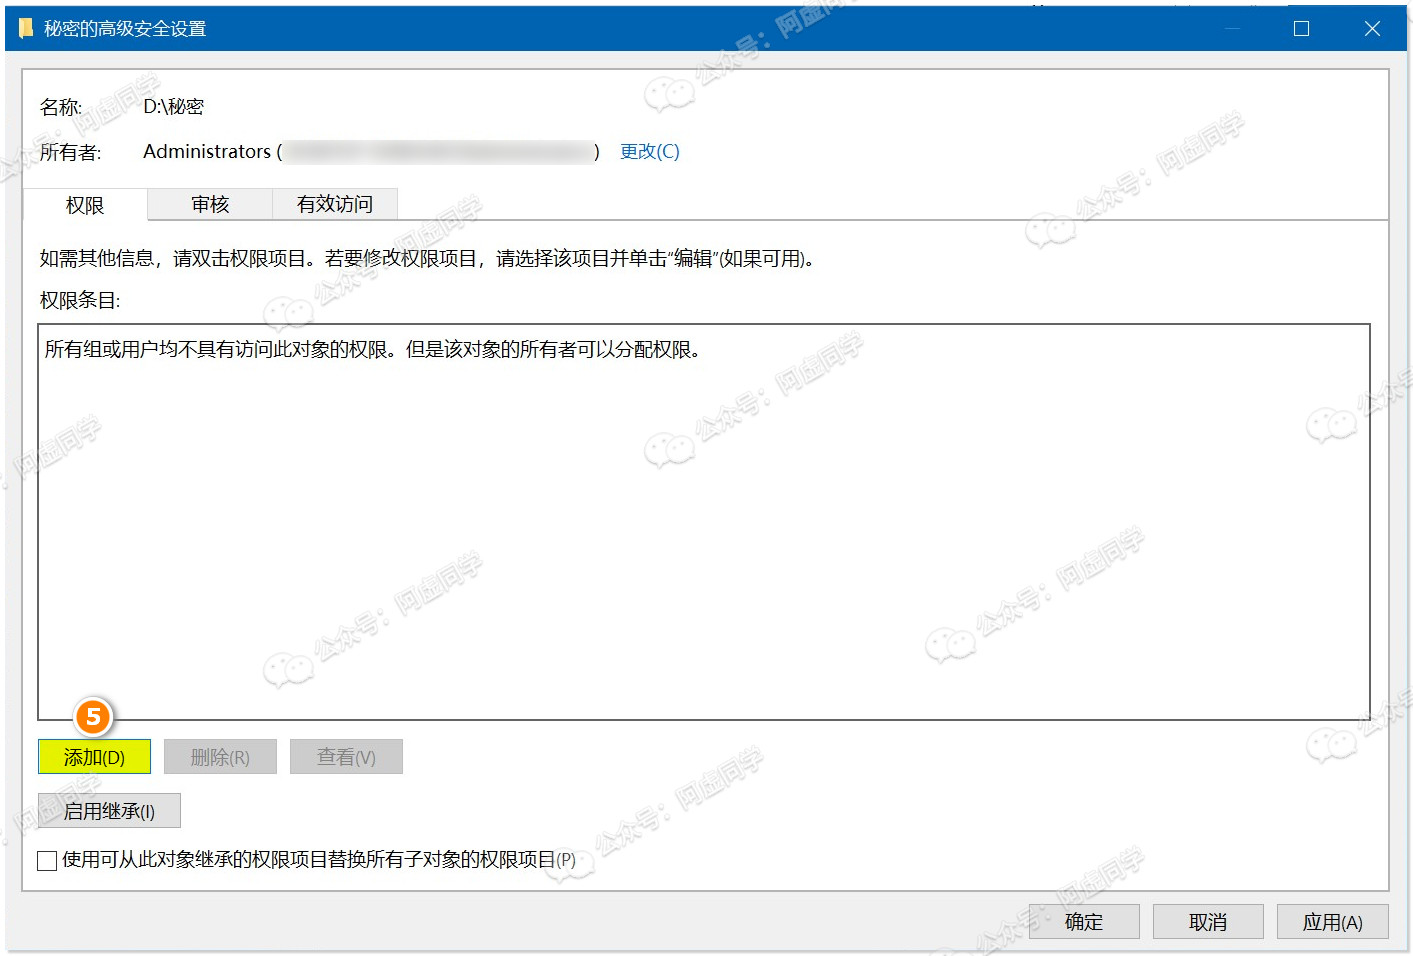 秘密的高级安全设置
名称: D:\秘密
所有者: Administrators ( ) 更改(C)
权限 审核 有效访问
如需其他信息，请双击权限项目。若要修改权限项目，请选择该项目并单击“编辑”(如果可用)。
权限条目:
所有组或用户均不具有访问此对象的权限。但是该对象的所有者可以分配权限。
5
添加(D) 删除(R) 查看(V)
启用继承(I)
使用可从此对象继承的权限项目替换所有子对象的权限项目(P)
确定 取消 应用(A)
公众号：阿虚同学